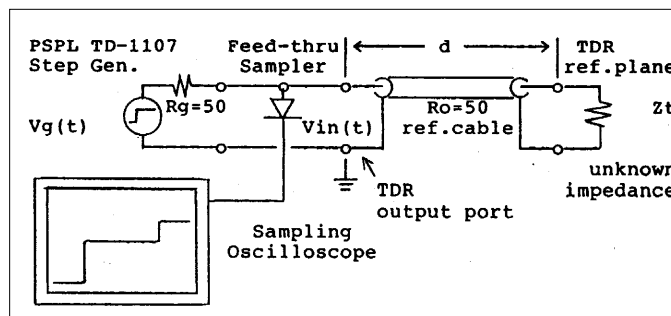 PSPL TD-1107
Step Gen.
Feed-thru
Sampler
d
TDR
ref.plane
Rg=50
Vg(t)
Vin(t)
Ro=50
ref.cable
Zt
unknown
impedance
TDR
output port
Sampling
Oscilloscope